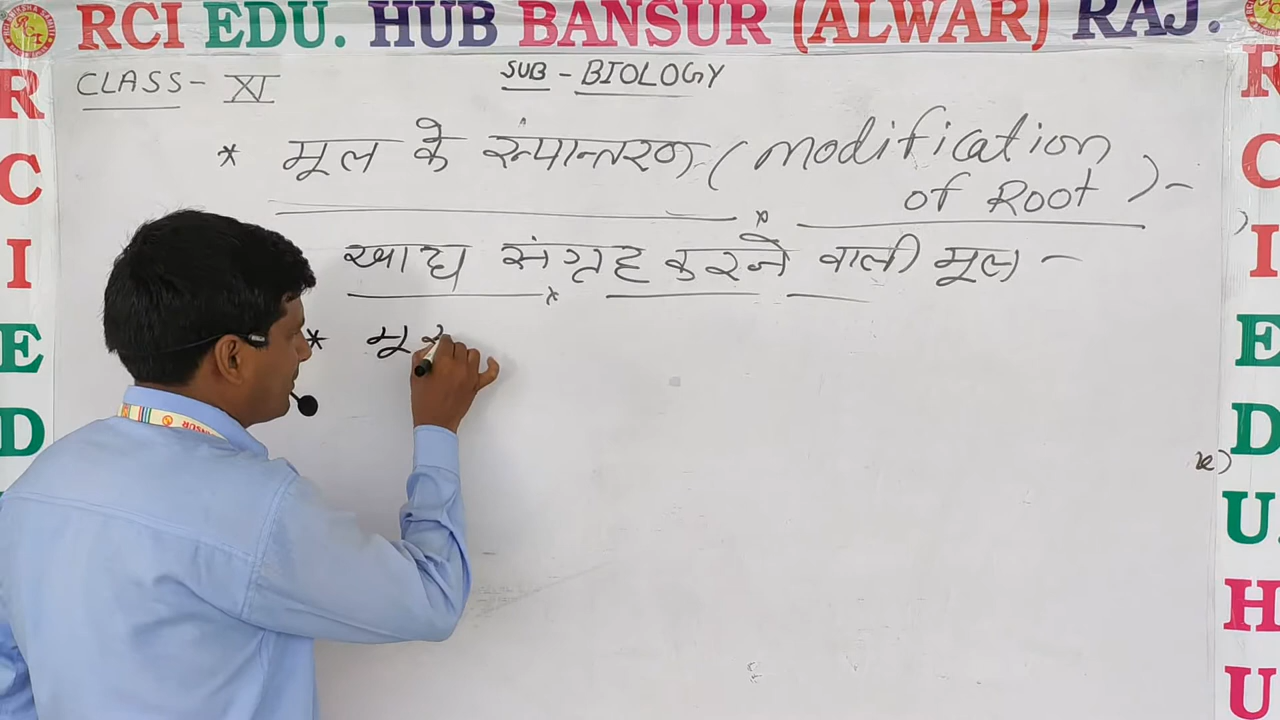 RCI EDU. HUB BANSUR (ALWAR) RAJ.
CLASS - XI
SUB - BIOLOGY
* मूल के रूपान्तरण (Modification
of Root) -
खाद्य संग्रह करने वाली मूल -
* मू
R
C
I
E
D
R
C
I
E
D
U.
H
U